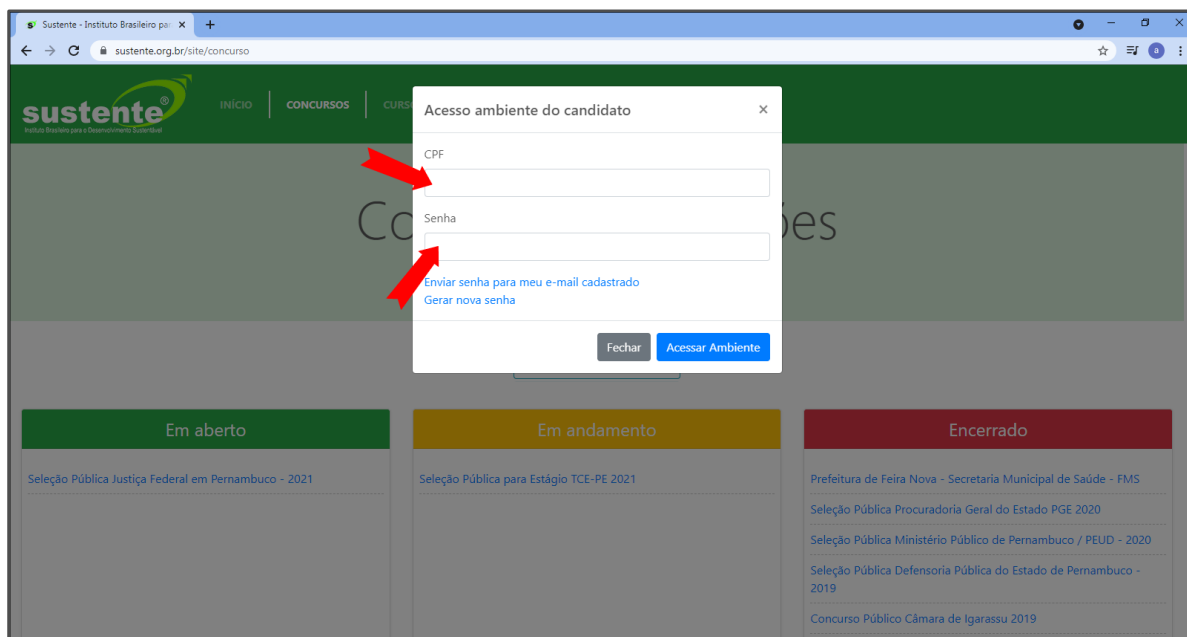 Sustente - Instituto Brasileiro par
sustente.org.br/site/concurso
a
sustente®
Instituto Brasileiro para o Desenvolvimento Sustentável
INÍCIO
CONCURSOS
CURS
Acesso ambiente do candidato
×
CPF
Senha
Enviar senha para meu e-mail cadastrado
Gerar nova senha
Fechar
Acessar Ambiente
Co
ões
Em aberto
Seleção Pública Justiça Federal em Pernambuco - 2021
Em andamento
Seleção Pública para Estágio TCE-PE 2021
Encerrado
Prefeitura de Feira Nova - Secretaria Municipal de Saúde - FMS
Seleção Pública Procuradoria Geral do Estado PGE 2020
Seleção Pública Ministério Público de Pernambuco / PEUD - 2020
Seleção Pública Defensoria Pública do Estado de Pernambuco -
2019
Concurso Público Câmara de Igarassu 2019